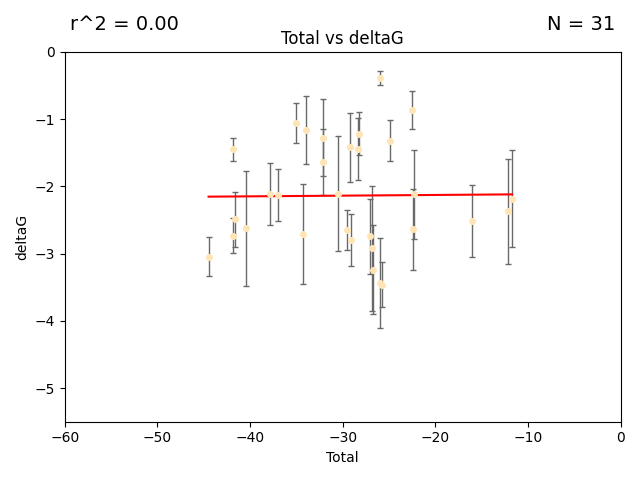 r^2 = 0.00
N = 31
Total vs deltaG
0
−1
−2
−3
−4
−5
deltaG
−60
−50
−40
−30
−20
−10
0
Total